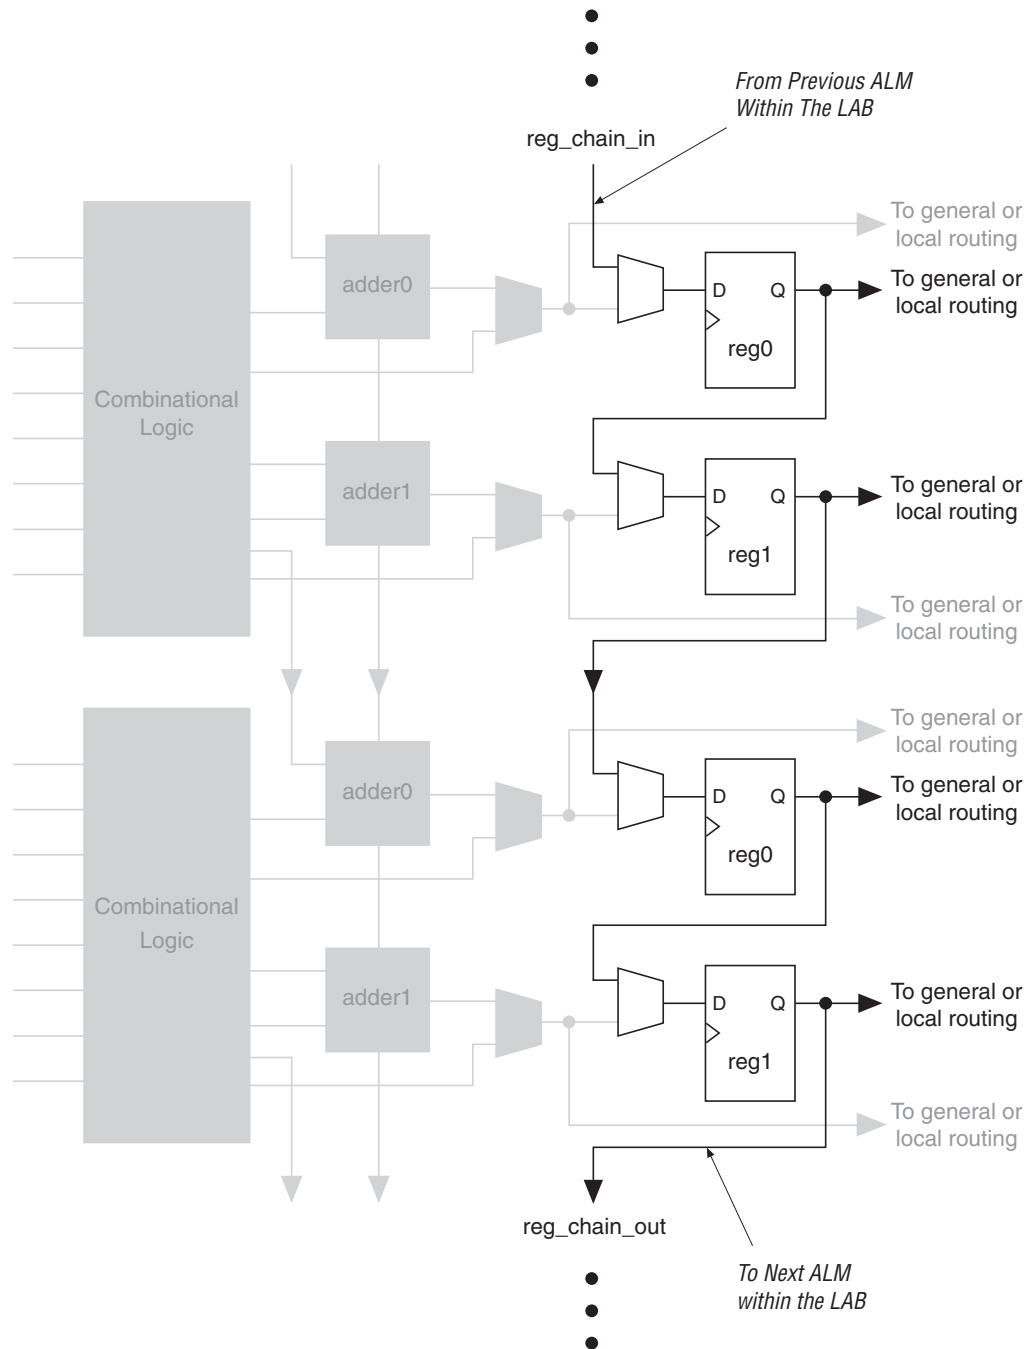 From Previous ALM
Within The LAB
reg_chain_in
To general or
local routing
adder0
D
Q
To general or
local routing
reg0
Combinational
Logic
adder1
D
Q
To general or
local routing
reg1
To general or
local routing
To general or
local routing
adder0
D
Q
To general or
local routing
reg0
Combinational
Logic
adder1
D
Q
To general or
local routing
reg1
To general or
local routing
reg_chain_out
To Next ALM
within the LAB